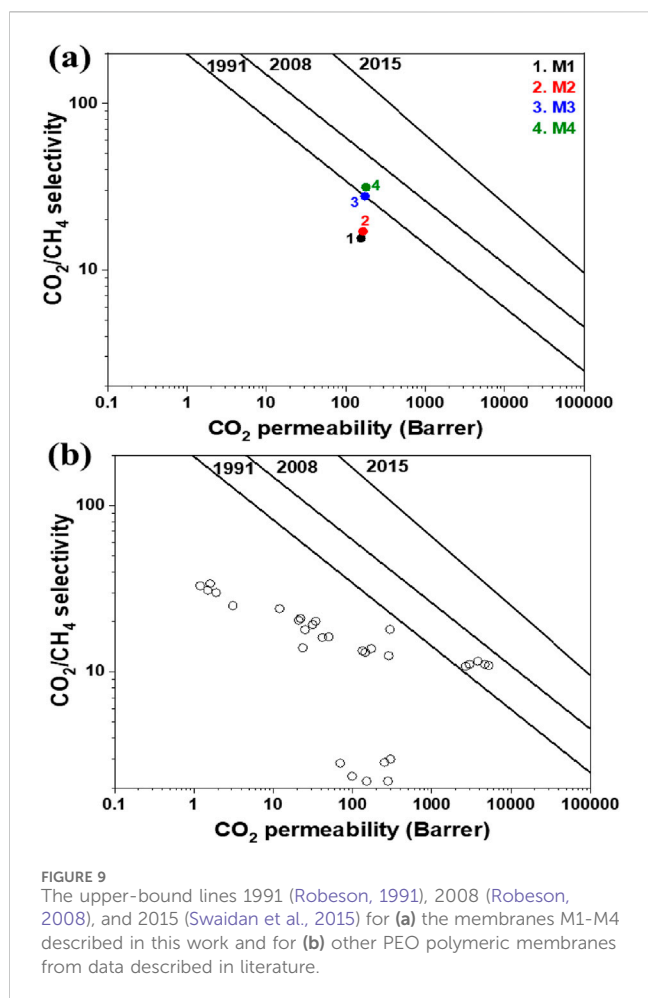 (a)
1991
2008
2015
1. M1
2. M2
3. M3
4. M4
100
10
4
3
2
1
CO₂/CH₄ selectivity
0.1 1 10 100 1000 10000 100000
CO₂ permeability (Barrer)
(b)
1991
2008
2015
100
10
CO₂/CH₄ selectivity
0.1 1 10 100 1000 10000 100000
CO₂ permeability (Barrer)
FIGURE 9
The upper-bound lines 1991 (Robeson, 1991), 2008 (Robeson,
2008), and 2015 (Swaidan et al., 2015) for (a) the membranes M1-M4
described in this work and for (b) other PEO polymeric membranes
from data described in literature.